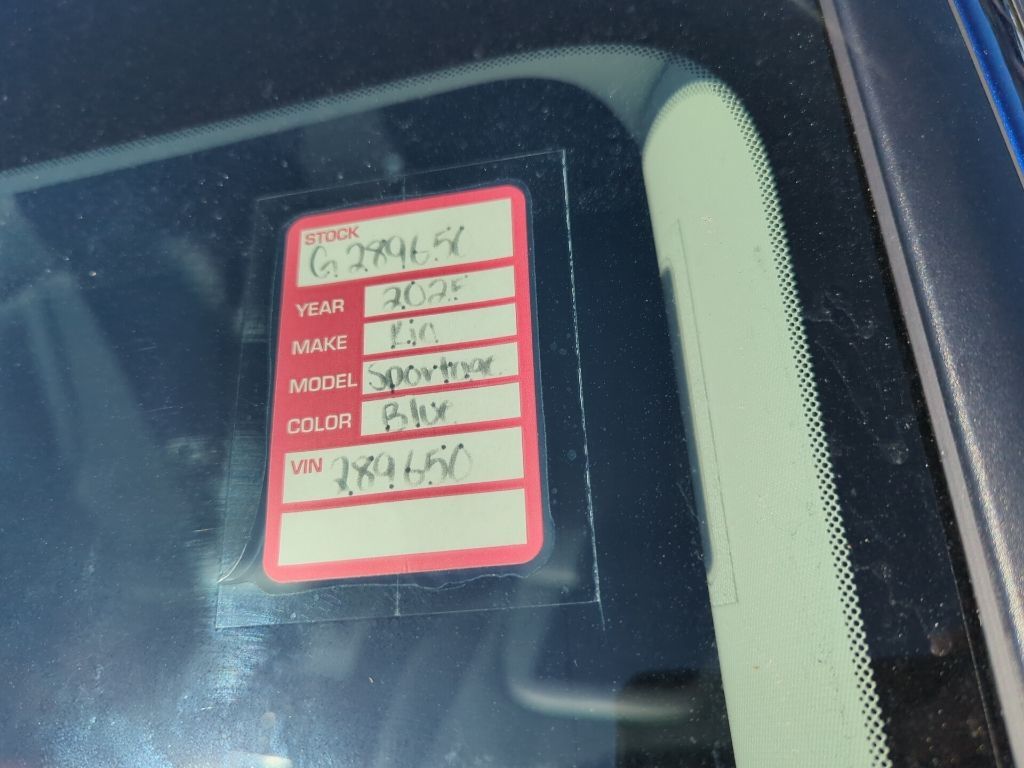 STOCK
G289650
YEAR 2025
MAKE Kia
MODEL Sportage
COLOR Blue
VIN 289650